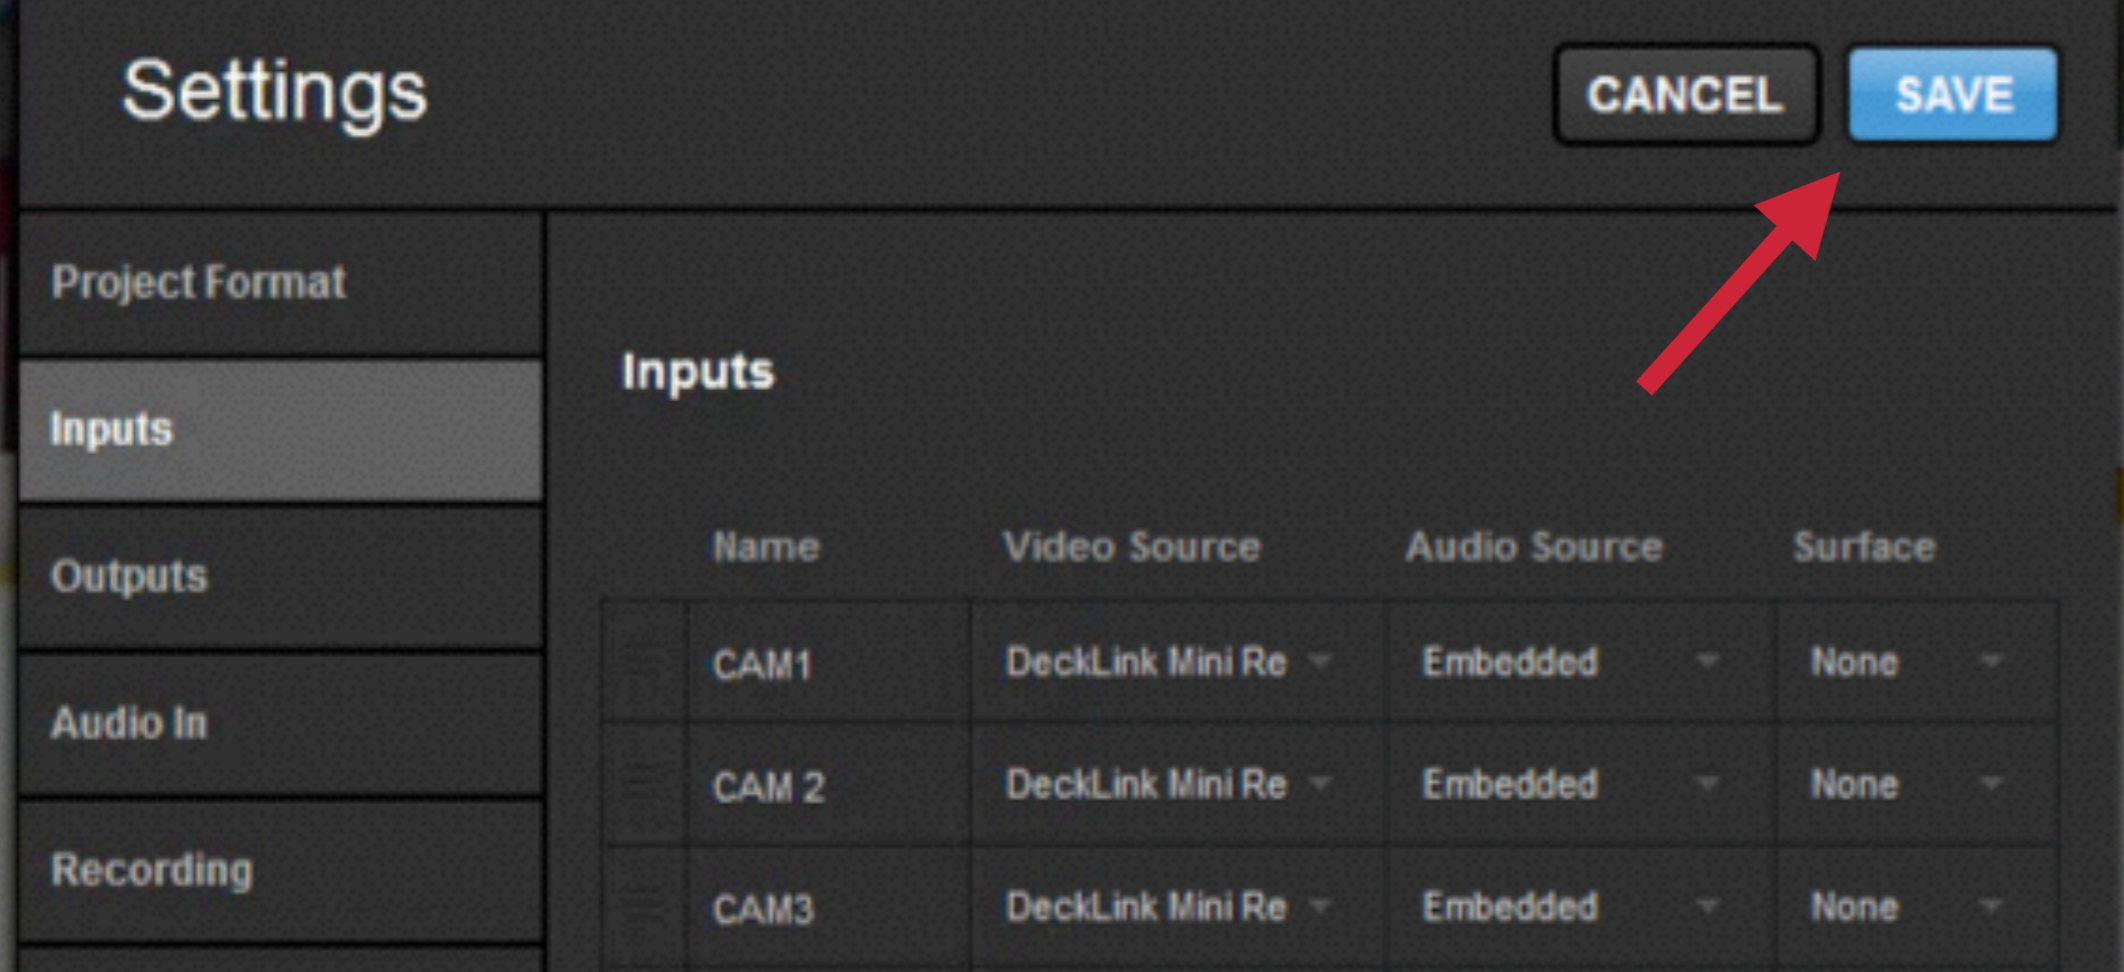 Settings
CANCEL
SAVE
Project Format
Inputs
Outputs
Audio In
Recording
Inputs
Name Video Source Audio Source Surface
CAM1 DeckLink Mini Re Embedded None
CAM 2 DeckLink Mini Re Embedded None
CAM3 DeckLink Mini Re Embedded None